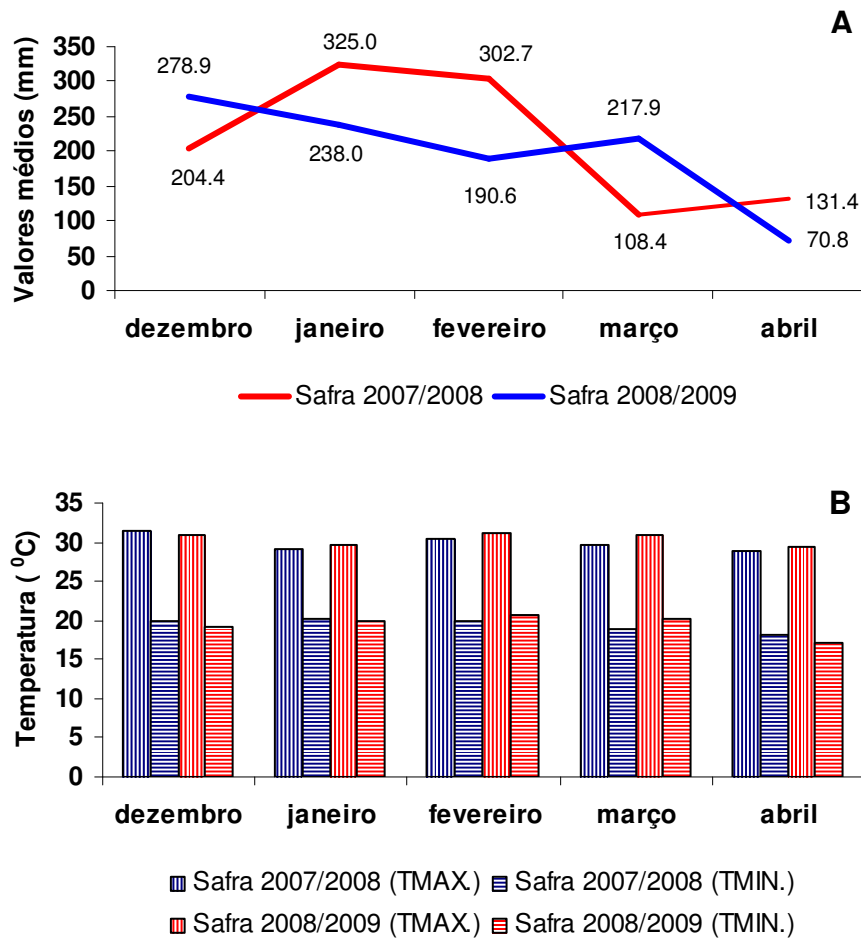 A
Valores médios (mm)
350
300
250
200
150
100
50
0
278.9
325.0
302.7
217.9
204.4
238.0
190.6
108.4
131.4
70.8
dezembro janeiro fevereiro março abril
Safra 2007/2008 Safra 2008/2009
B
Temperatura ( ⁰C)
35
30
25
20
15
10
5
0
dezembro janeiro fevereiro março abril
Safra 2007/2008 (TMAX.) Safra 2007/2008 (TMIN.)
Safra 2008/2009 (TMAX.) Safra 2008/2009 (TMIN.)